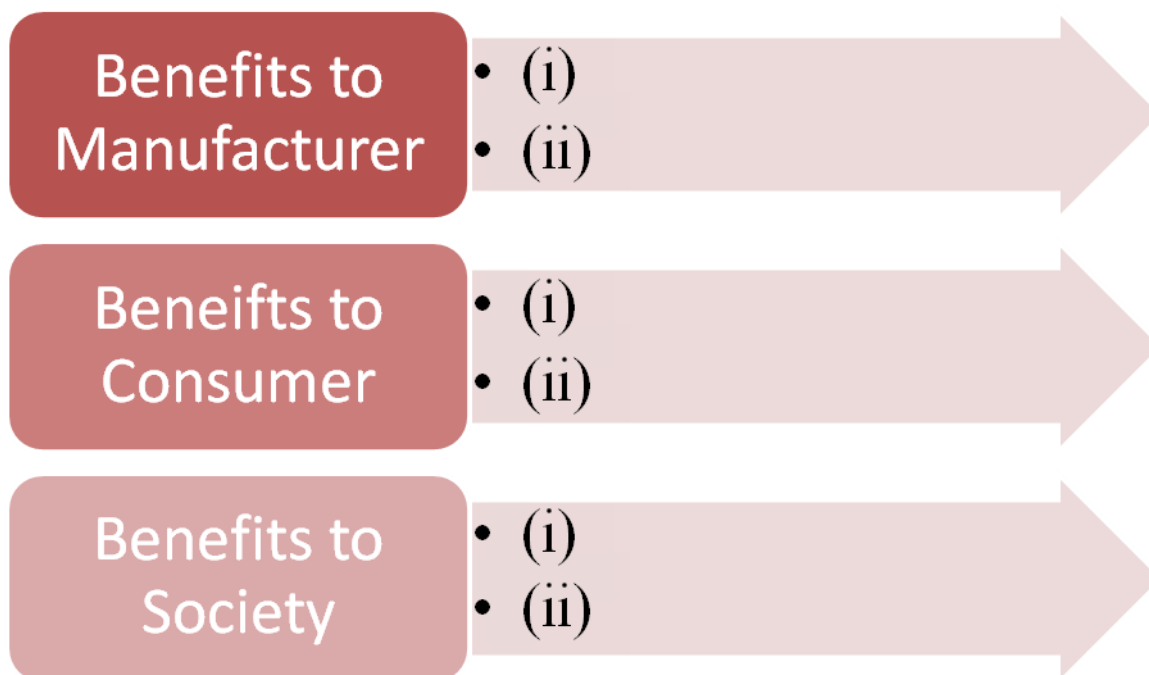 Benefits to
Manufacturer
• (i)
• (ii)
Beneifts to
Consumer
• (i)
• (ii)
Benefits to
Society
• (i)
• (ii)